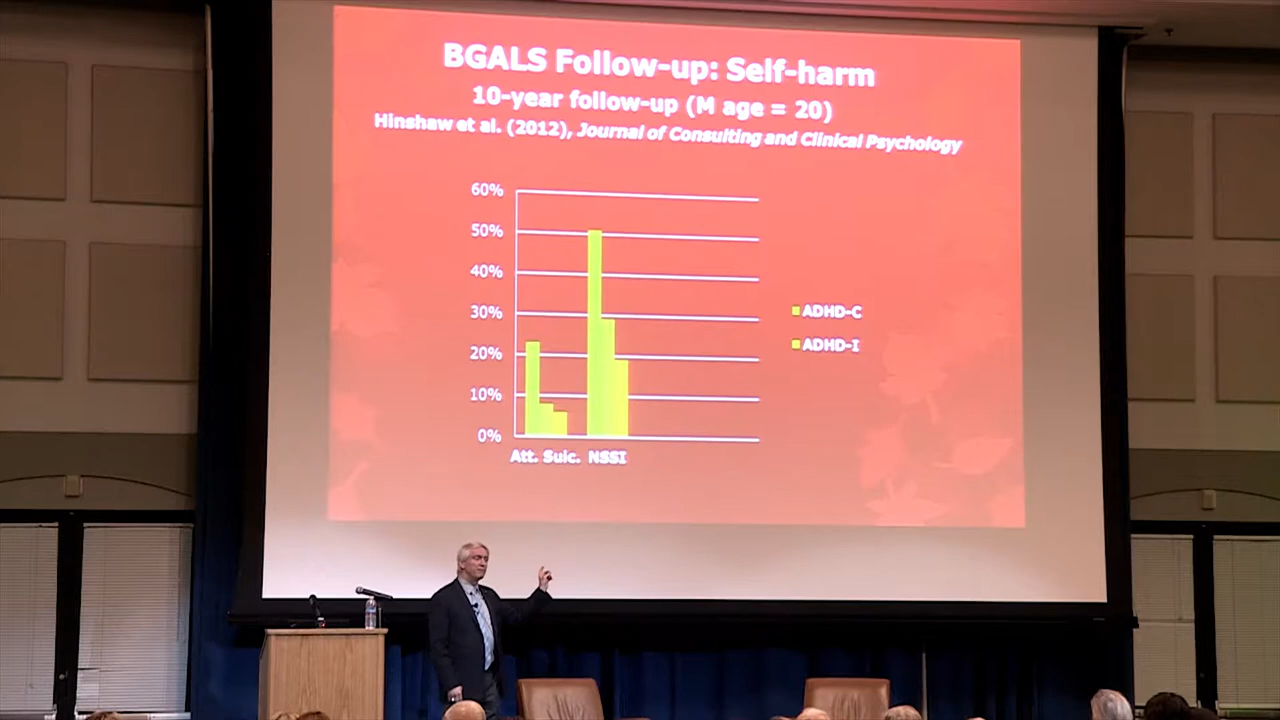 BGALS Follow-up: Self-harm
10-year follow-up (M age = 20)
Hinshaw et al. (2012), Journal of Consulting and Clinical Psychology
60%
50%
40%
30%
20%
10%
0%
Att. Suic. NSSI
ADHD-C
ADHD-I